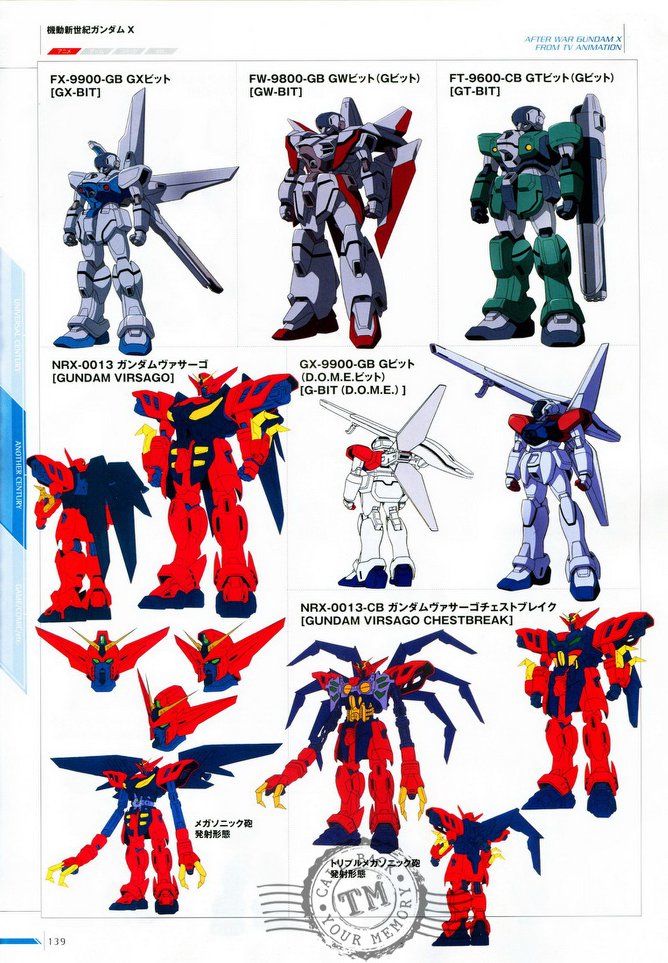 機動新世紀ガンダム X
アニメ
AFTER WAR GUNDAM X
FROM TV ANIMATION
FX-9900-GB GXビット
[GX-BIT]
FW-9800-GB GWビット(Gビット)
[GW-BIT]
FT-9600-CB GTビット(Gビット)
[GT-BIT]
NRX-0013 ガンダムヴァサーゴ
[GUNDAM VIRSAGO]
GX-9900-GB Gビット
(D.O.M.E.ビット)
[G-BIT (D.O.M.E.) ]
NRX-0013-CB ガンダムヴァサーゴチェストブレイク
[GUNDAM VIRSAGO CHESTBREAK]
メガソニック砲
発射形態
トリプルメガソニック砲
発射形態
UNIVERSAL CENTURY
ANOTHER CENTURY
GAME/COMIC/etc.
TM
YOUR MEMORY
139